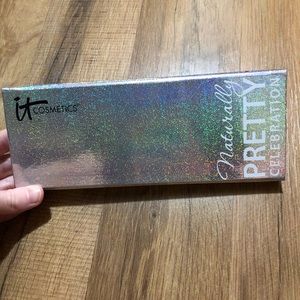 it
COSMETICS
Naturally
PRETTY
CELEBRATION